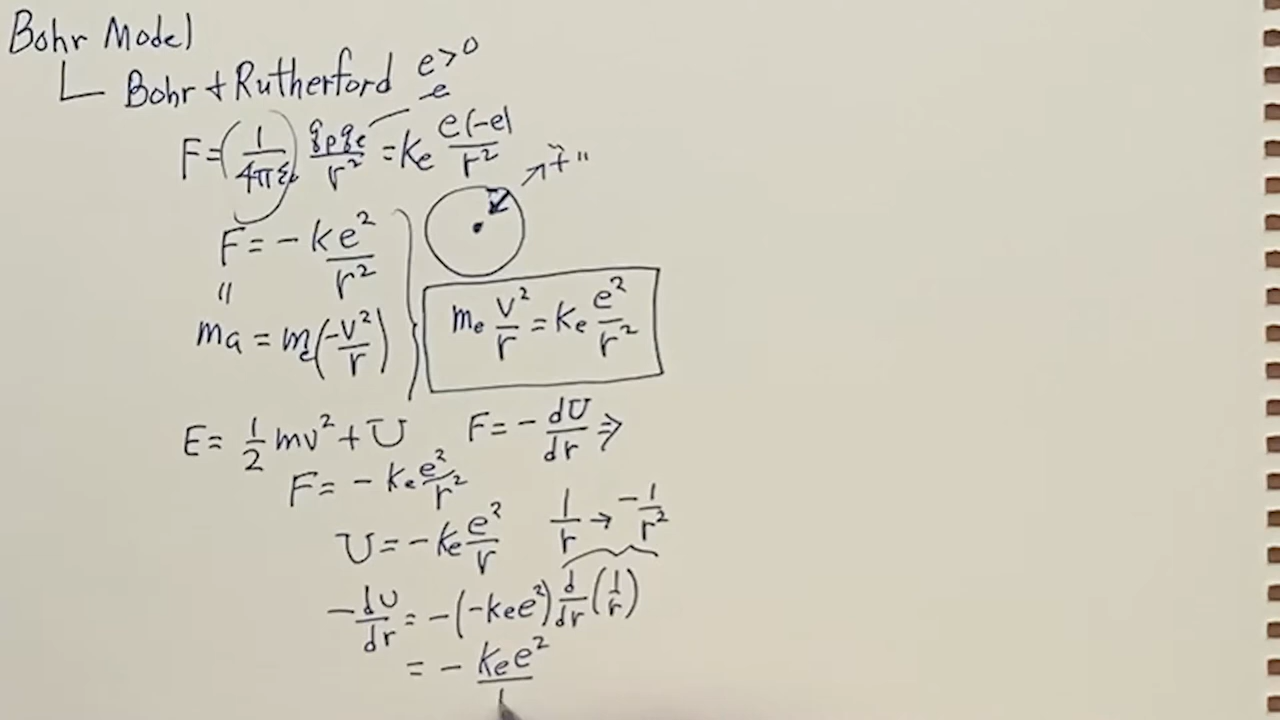 Bohr Model
Bohr + Rutherford e>0
-e
F=(1/4πε₀) q_p q_e/r² = k_e e(-e)/r²
"+"
F = - k e²/r²
"
ma = m_e(-v²/r)
m_e v²/r = k_e e²/r²
E = 1/2 mv² + U F = - dU/dr ⇒
F = - k_e e²/r²
U = - k_e e²/r 1/r → -1/r²
- dU/dr = -(-k_e e²) d/dr (1/r)
= - k_e e²/